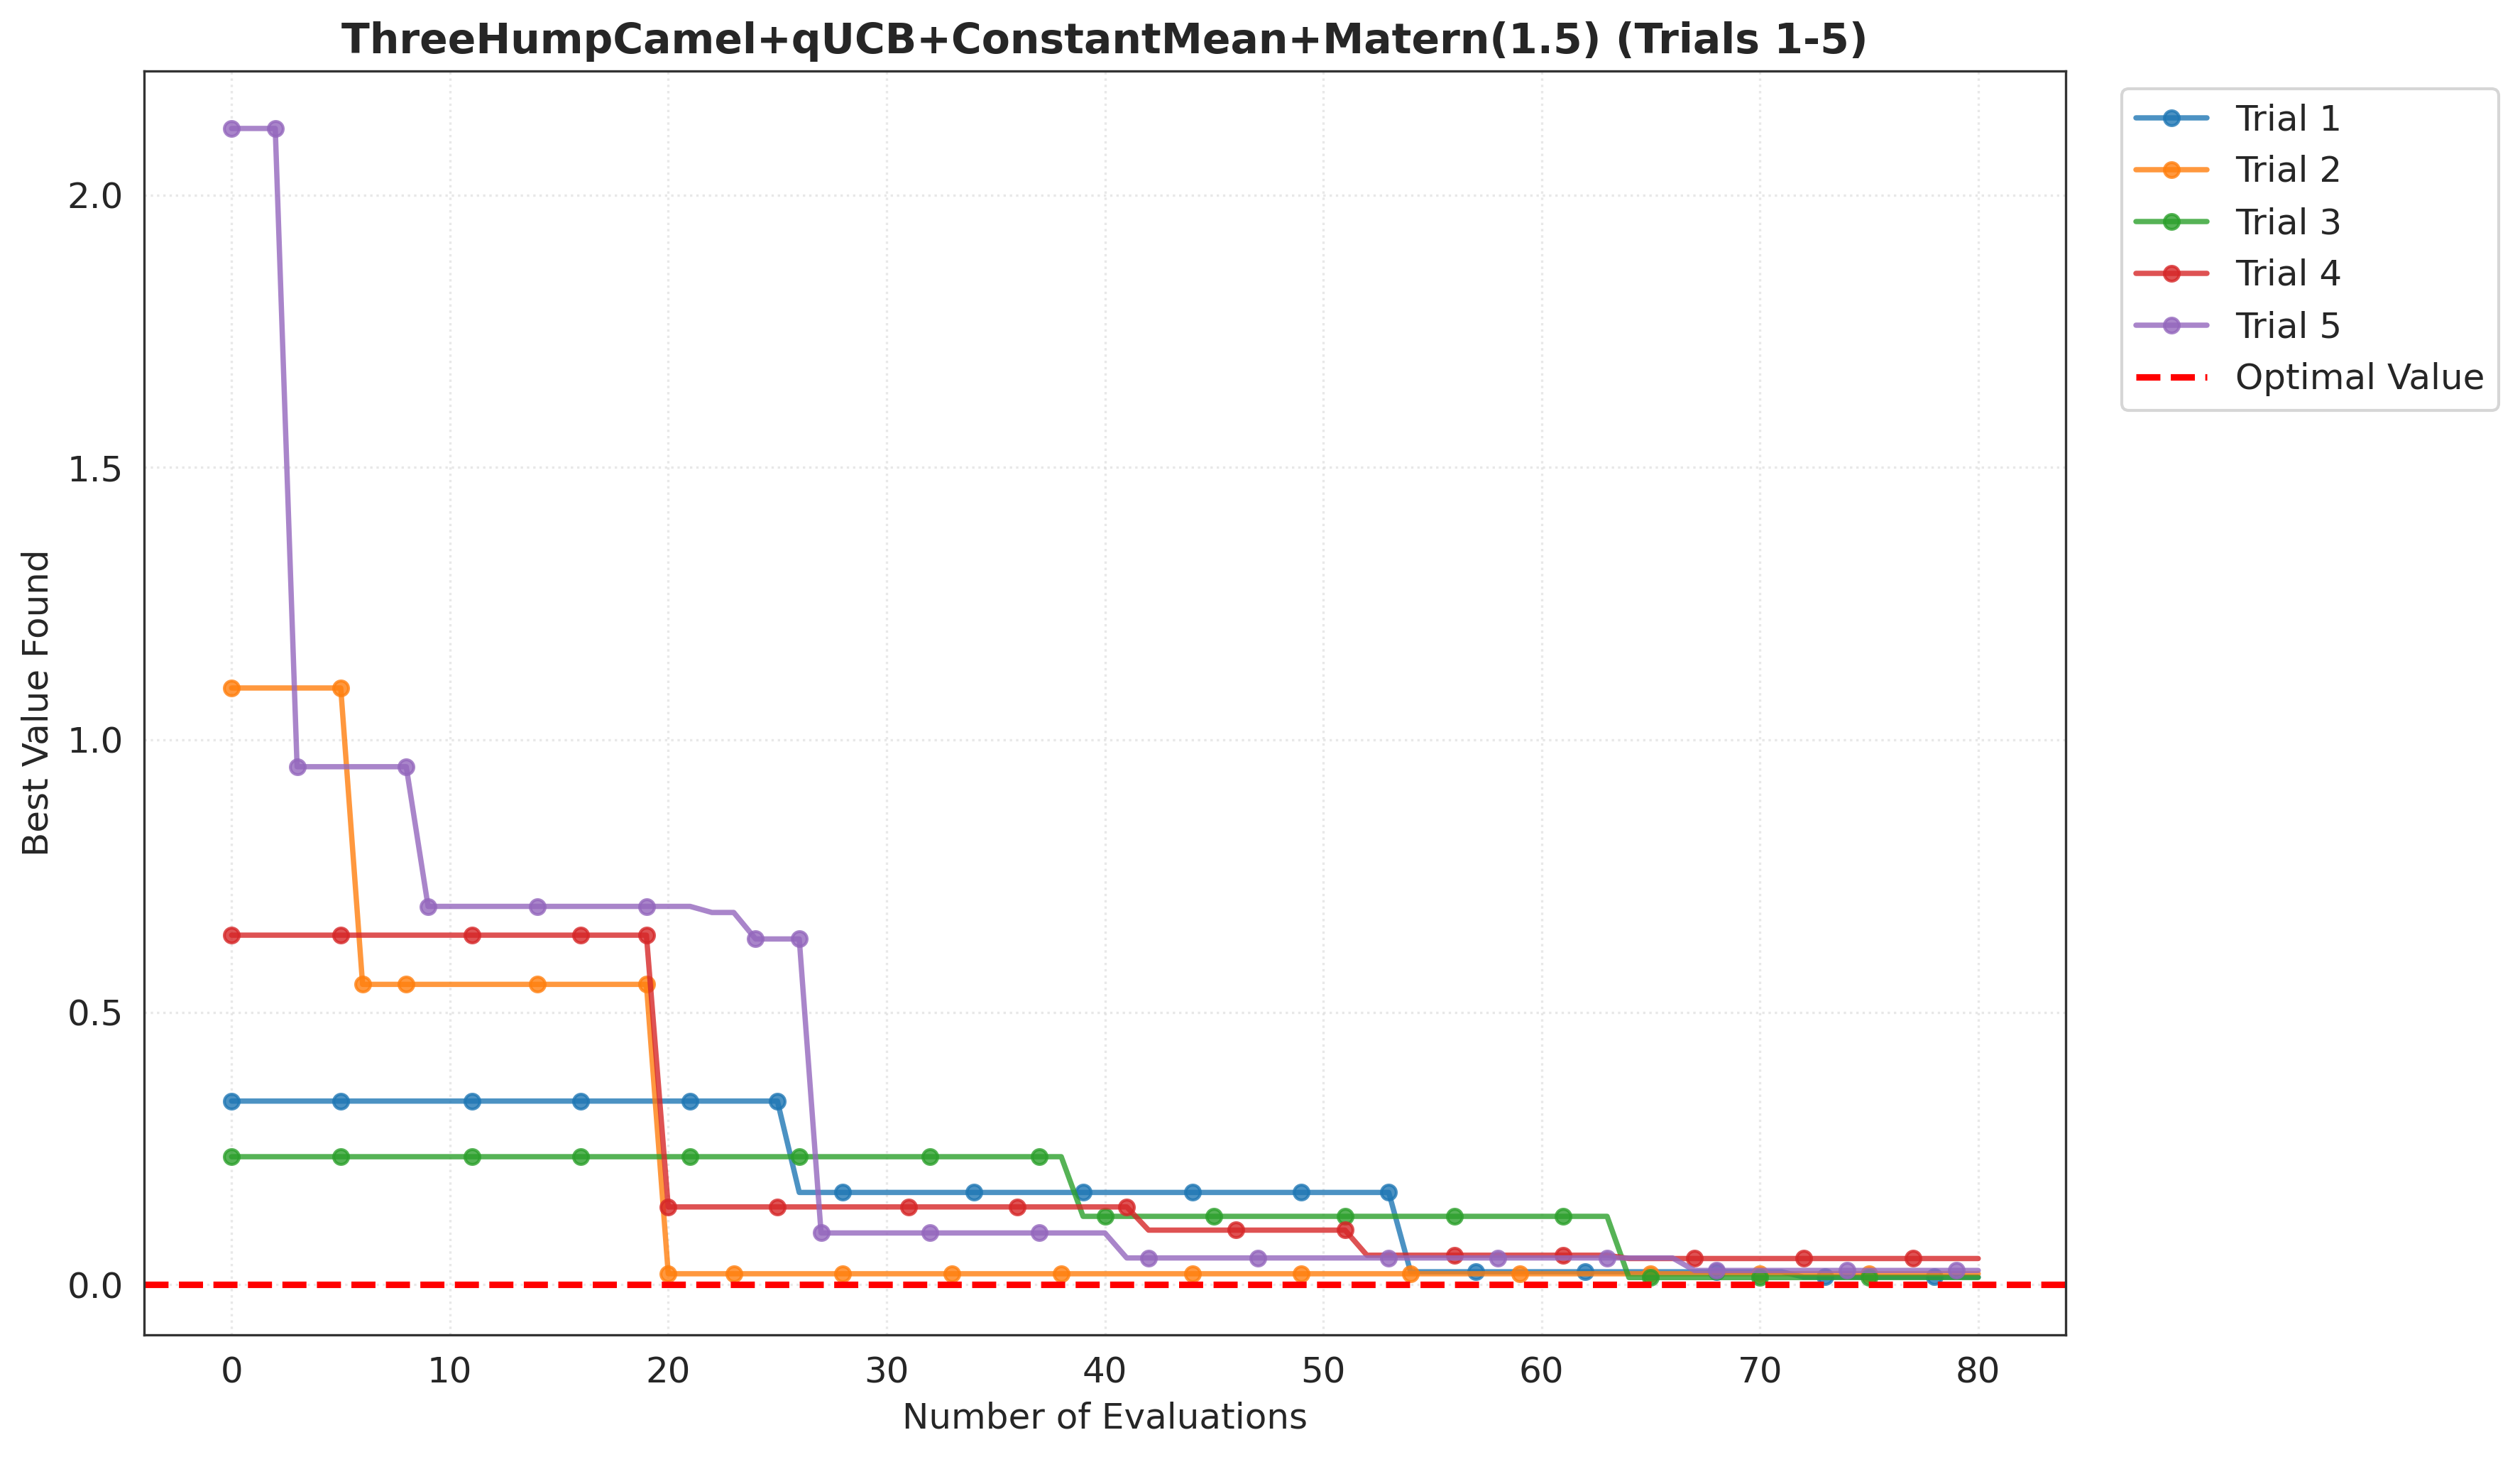 ThreeHumpCamel+qUCB+ConstantMean+Matern(1.5) (Trials 1-5)
Trial 1
Trial 2
Trial 3
Trial 4
Trial 5
Optimal Value
Best Value Found
2.0
1.5
1.0
0.5
0.0
0 10 20 30 40 50 60 70 80
Number of Evaluations